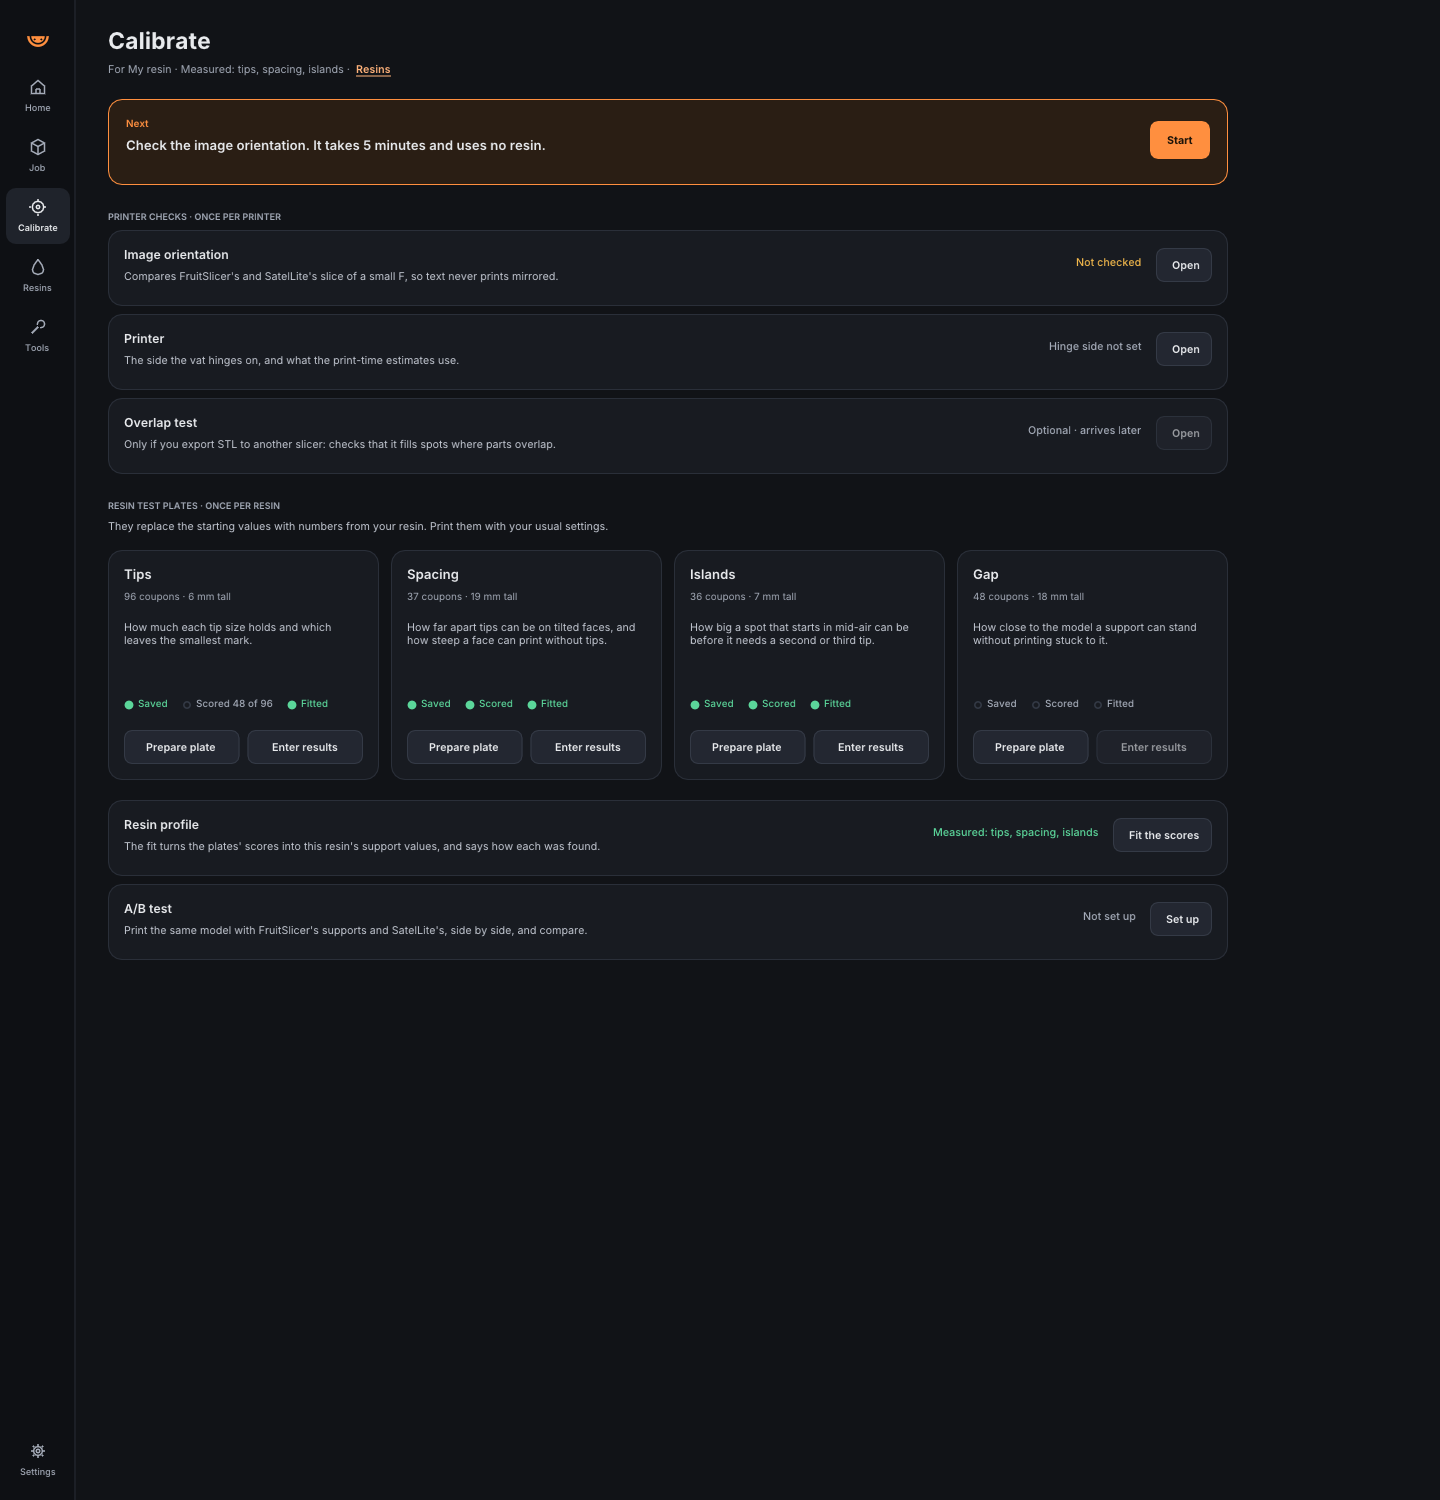 Calibrate
For My resin · Measured: tips, spacing, islands · Resins
Home
Job
Calibrate
Resins
Tools
Settings
Next
Check the image orientation. It takes 5 minutes and uses no resin.
Start
PRINTER CHECKS · ONCE PER PRINTER
Image orientation
Compares FruitSlicer's and SatelLite's slice of a small F, so text never prints mirrored.
Not checked
Open
Printer
The side the vat hinges on, and what the print-time estimates use.
Hinge side not set
Open
Overlap test
Only if you export STL to another slicer: checks that it fills spots where parts overlap.
Optional · arrives later
Open
RESIN TEST PLATES · ONCE PER RESIN
They replace the starting values with numbers from your resin. Print them with your usual settings.
Tips
96 coupons · 6 mm tall
How much each tip size holds and which
leaves the smallest mark.
Saved
Scored 48 of 96
Fitted
Prepare plate
Enter results
Spacing
37 coupons · 19 mm tall
How far apart tips can be on tilted faces, and
how steep a face can print without tips.
Saved
Scored
Fitted
Prepare plate
Enter results
Islands
36 coupons · 7 mm tall
How big a spot that starts in mid-air can be
before it needs a second or third tip.
Saved
Scored
Fitted
Prepare plate
Enter results
Gap
48 coupons · 18 mm tall
How close to the model a support can stand
without printing stuck to it.
Saved
Scored
Fitted
Prepare plate
Enter results
Resin profile
The fit turns the plates' scores into this resin's support values, and says how each was found.
Measured: tips, spacing, islands
Fit the scores
A/B test
Print the same model with FruitSlicer's supports and SatelLite's, side by side, and compare.
Not set up
Set up